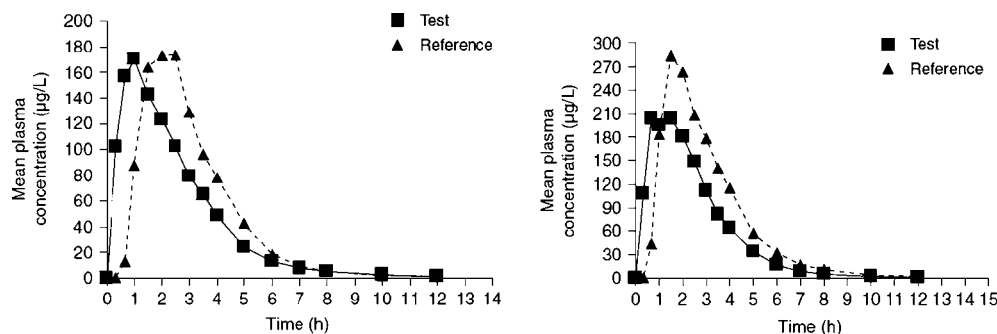 200
180
160
140
120
100
80
60
40
20
0
Mean plasma
concentration (µg/L)
0 1 2 3 4 5 6 7 8 9 10 11 12 13 14
Time (h)
Test
Reference
300
270
240
210
180
150
120
90
60
30
0
Mean plasma
concentration (µg/L)
0 1 2 3 4 5 6 7 8 9 10 11 12 13 14 15
Time (h)
Test
Reference